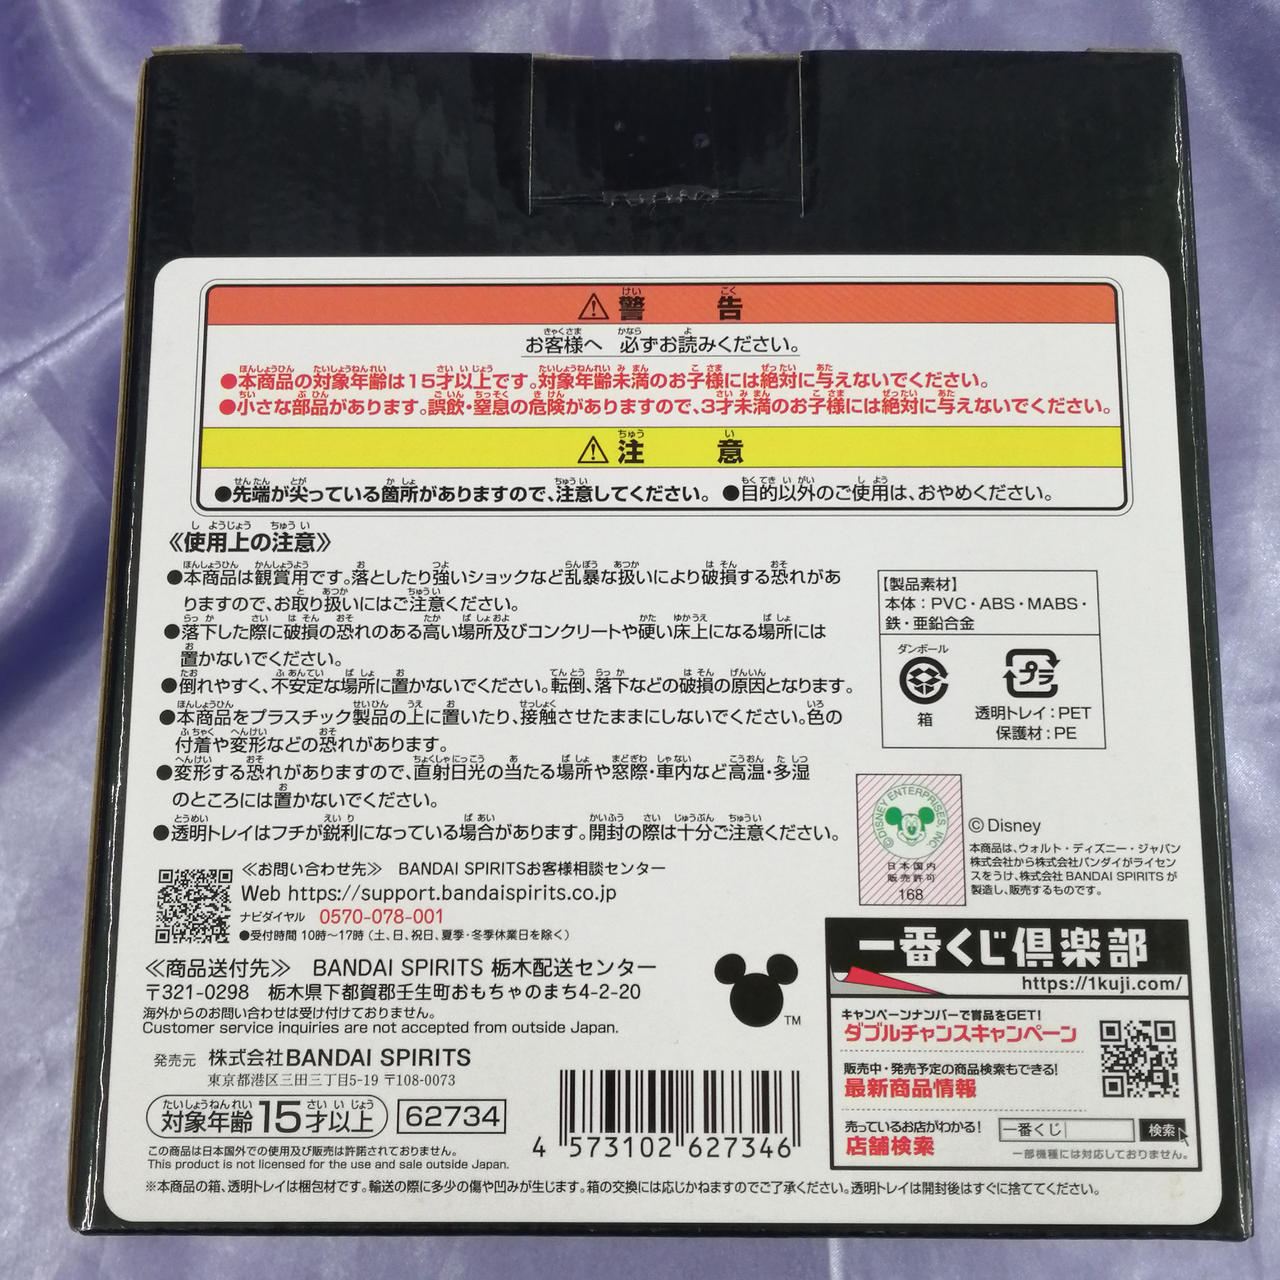 警告
お客様へ 必ずお読みください。
●本商品の対象年齢は15才以上です。対象年齢未満のお子様には絶対に与えないでください。
●小さな部品があります。誤飲・窒息の危険がありますので、3才未満のお子様には絶対に与えないでください。
注意
●先端が尖っている箇所がありますので、注意してください。●目的以外のご使用は、おやめください。
《使用上の注意》
●本商品は観賞用です。落としたり強いショックなど乱暴な扱いにより破損する恐れがあ
りますので、お取り扱いにはご注意ください。
●落下した際に破損の恐れのある高い場所及びコンクリートや硬い床上になる場所には
置かないでください。
●倒れやすく、不安定な場所に置かないでください。転倒、落下などの破損の原因となります。
●本商品をプラスチック製品の上に置いたり、接触させたままにしないでください。色の
付着や変形などの恐れがあります。
●変形する恐れがありますので、直射日光の当たる場所や窓際・車内など高温・多湿
のところには置かないでください。
●透明トレイはフチが鋭利になっている場合があります。開封の際は十分ご注意ください。
【製品素材】
本体：PVC・ABS・MABS・
鉄・亜鉛合金
ダンボール
箱
プラ
透明トレイ：PET
保護材：PE
©DISNEY ENTERPRISES, INC.
日本国内
販売許可
168
©Disney
本商品は、ウォルト・ディズニー・ジャパン
株式会社から株式会社バンダイがライセン
スをうけ、株式会社 BANDAI SPIRITS が
製造し、販売するものです。
≪お問い合わせ先≫ BANDAI SPIRITSお客様相談センター
Web https://support.bandaispirits.co.jp
ナビダイヤル 0570-078-001
●受付時間 10時～17時（土、日、祝日、夏季・冬季休業日を除く）
≪商品送付先≫ BANDAI SPIRITS 栃木配送センター
〒321-0298 栃木県下都賀郡壬生町おもちゃのまち4-2-20
海外からのお問い合わせは受け付けておりません。
Customer service inquiries are not accepted from outside Japan.
TM
発売元 株式会社BANDAI SPIRITS
東京都港区三田三丁目5-19 〒108-0073
対象年齢15才以上 62734
4 573102 627346
この商品は日本国外での使用及び販売は許諾されておりません。
This product is not licensed for the use and sale outside Japan.
※本商品の箱、透明トレイは梱包材です。輸送の際に多少の傷や凹みが生じます。箱の交換には応じかねますのでご了承ください。透明トレイは開封後はすぐに捨ててください。
一番くじ倶楽部
https://1kuji.com/
キャンペーンナンバーで賞品をGET!
ダブルチャンスキャンペーン
販売中・発売予定の商品検索もできる!
最新商品情報
売っているお店がわかる!
店舗検索
一番くじ 検索
一部機種には対応しておりません。